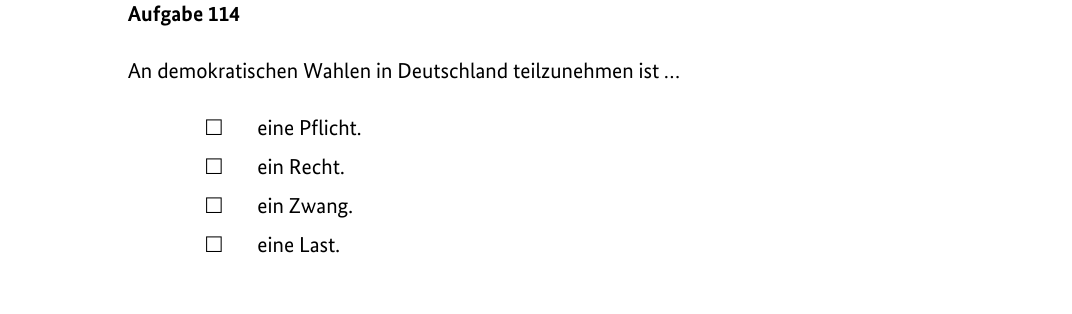 Aufgabe 114
An demokratischen Wahlen in Deutschland teilzunehmen ist …
☐ eine Pflicht.
☐ ein Recht.
☐ ein Zwang.
☐ eine Last.